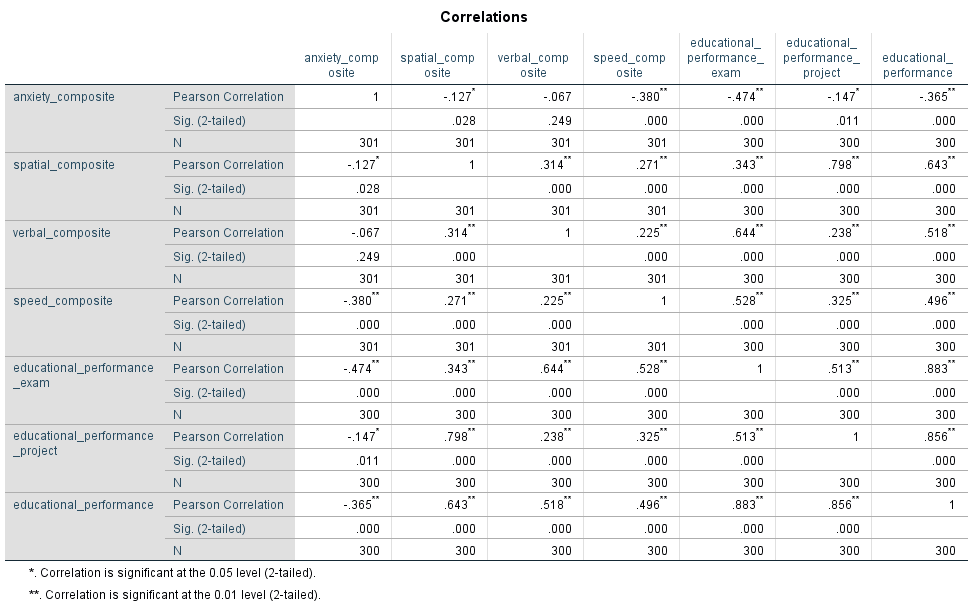 Correlations
anxiety_comp
osite
spatial_comp
osite
verbal_comp
osite
speed_comp
osite
educational_
performance_
exam
educational_
performance_
project
educational_
performance
anxiety_composite Pearson Correlation 1 -.127* -.067 -.380** -.474** -.147* -.365**
Sig. (2-tailed) .028 .249 .000 .000 .011 .000
N 301 301 301 301 300 300 300
spatial_composite Pearson Correlation -.127* 1 .314** .271** .343** .798** .643**
Sig. (2-tailed) .028 .000 .000 .000 .000 .000
N 301 301 301 301 300 300 300
verbal_composite Pearson Correlation -.067 .314** 1 .225** .644** .238** .518**
Sig. (2-tailed) .249 .000 .000 .000 .000 .000
N 301 301 301 301 300 300 300
speed_composite Pearson Correlation -.380** .271** .225** 1 .528** .325** .496**
Sig. (2-tailed) .000 .000 .000 .000 .000 .000
N 301 301 301 301 300 300 300
educational_performance
_exam
Pearson Correlation -.474** .343** .644** .528** 1 .513** .883**
Sig. (2-tailed) .000 .000 .000 .000 .000 .000
N 300 300 300 300 300 300 300
educational_performance
_project
Pearson Correlation -.147* .798** .238** .325** .513** 1 .856**
Sig. (2-tailed) .011 .000 .000 .000 .000 .000
N 300 300 300 300 300 300 300
educational_performance Pearson Correlation -.365** .643** .518** .496** .883** .856** 1
Sig. (2-tailed) .000 .000 .000 .000 .000 .000
N 300 300 300 300 300 300 300
*. Correlation is significant at the 0.05 level (2-tailed).
**. Correlation is significant at the 0.01 level (2-tailed).